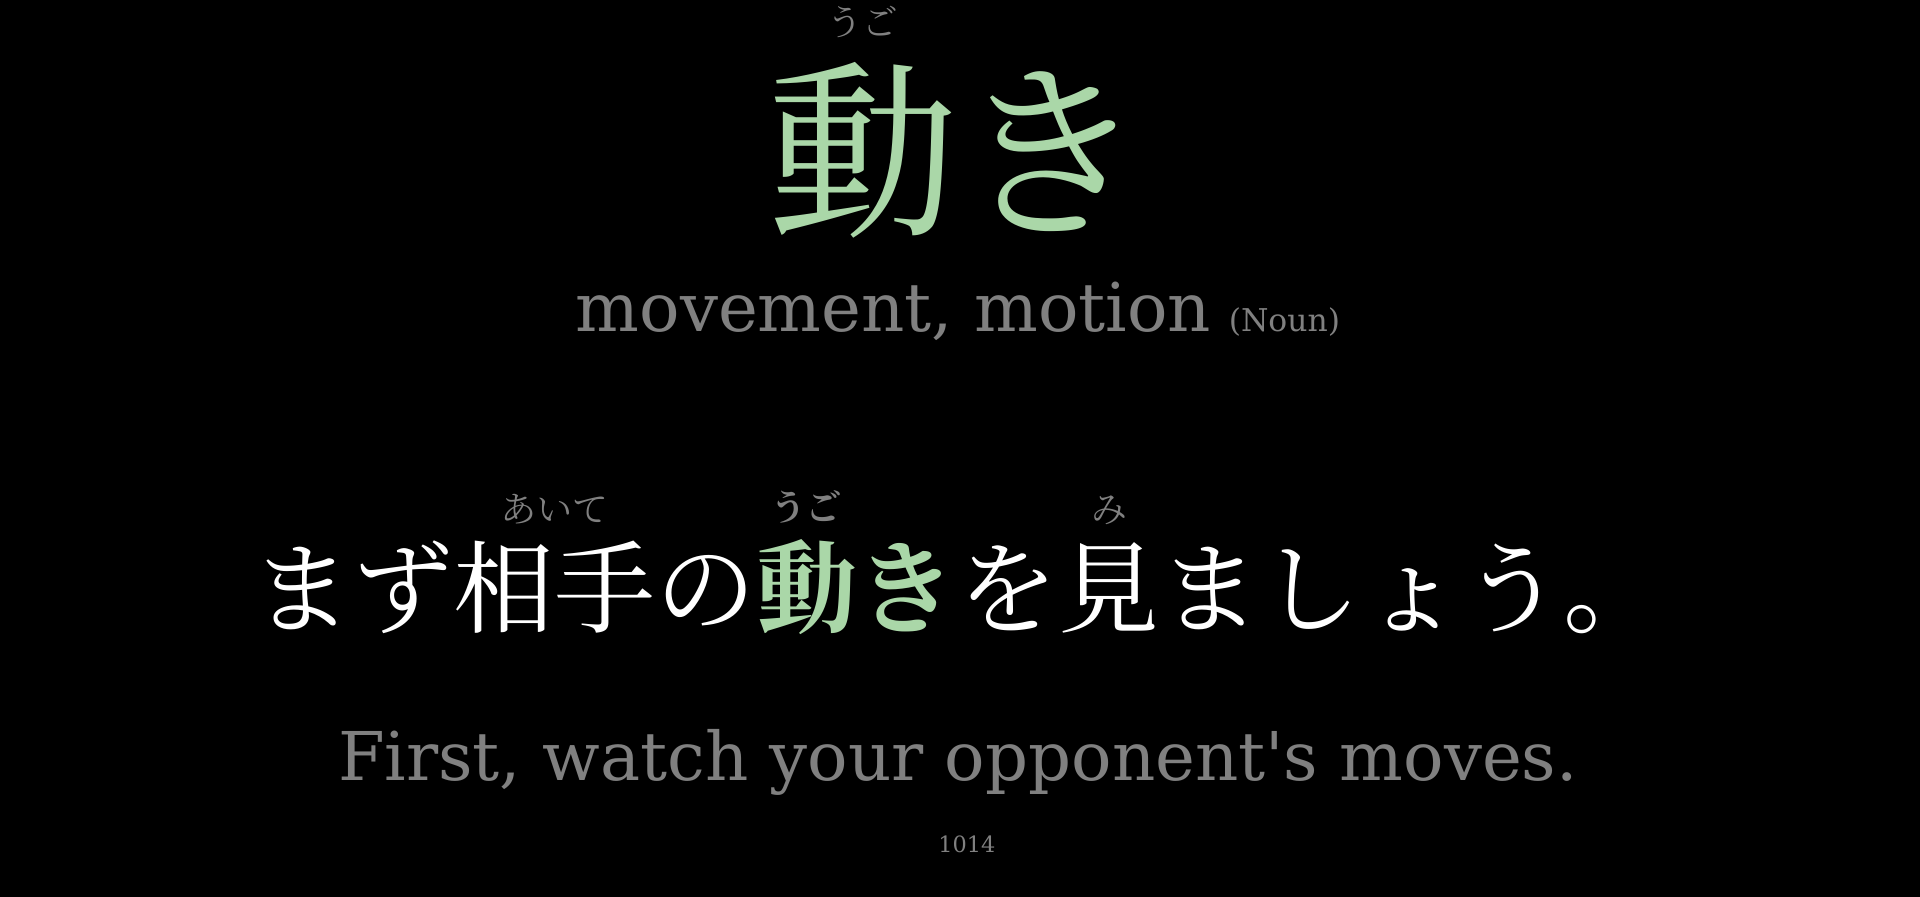 うご
動き
movement, motion (Noun)
あいて うご み
まず相手の動きを見ましょう。
First, watch your opponent's moves.
1014